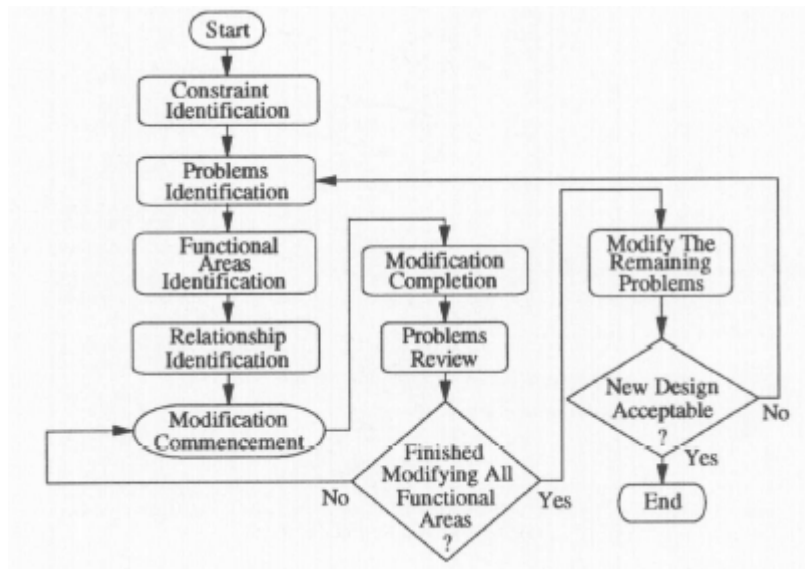 Start
Constraint
Identification
Problems
Identification
Functional
Areas
Identification
Relationship
Identification
Modification
Commencement
Modification
Completion
Problems
Review
Finished
Modifying All
Functional
Areas
?
No
Yes
Modify The
Remaining
Problems
New Design
Acceptable
?
No
Yes
End